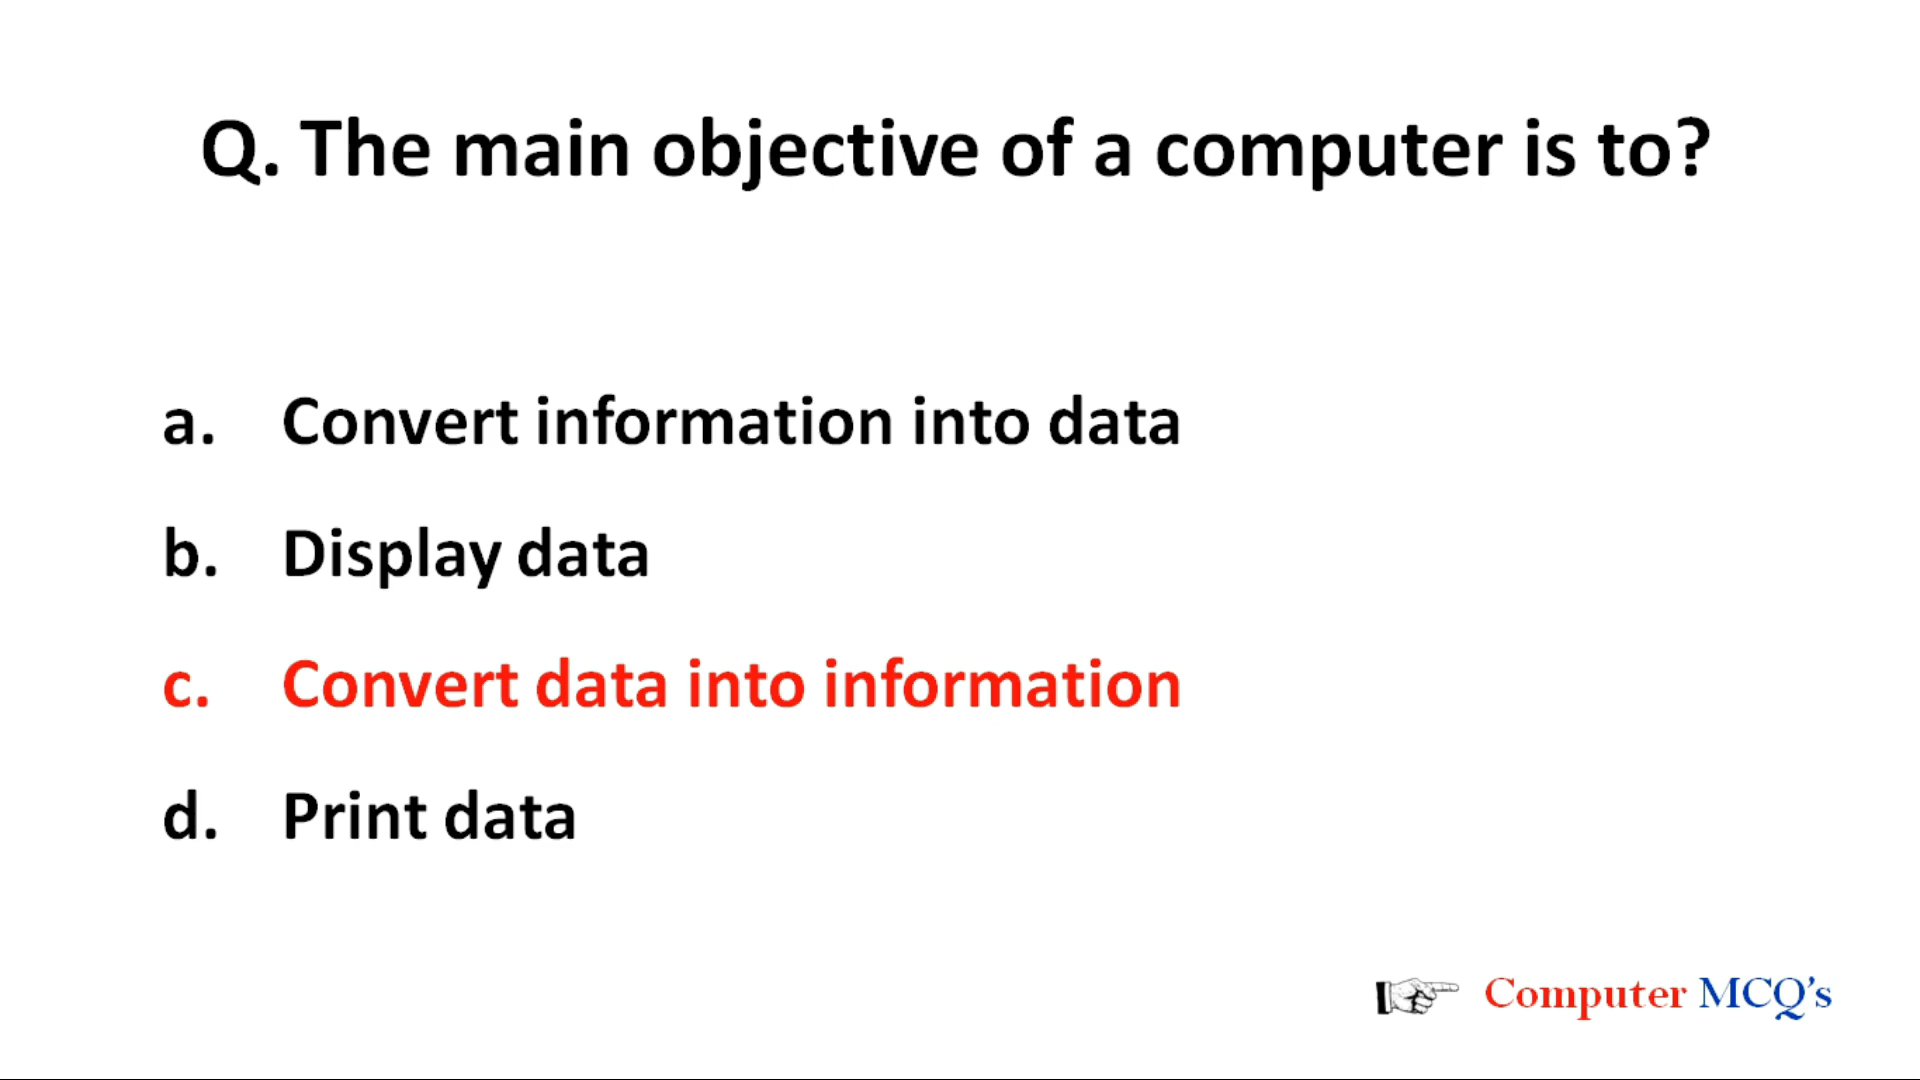 Q. The main objective of a computer is to?
a. Convert information into data
b. Display data
c. Convert data into information
d. Print data
Computer MCQ's